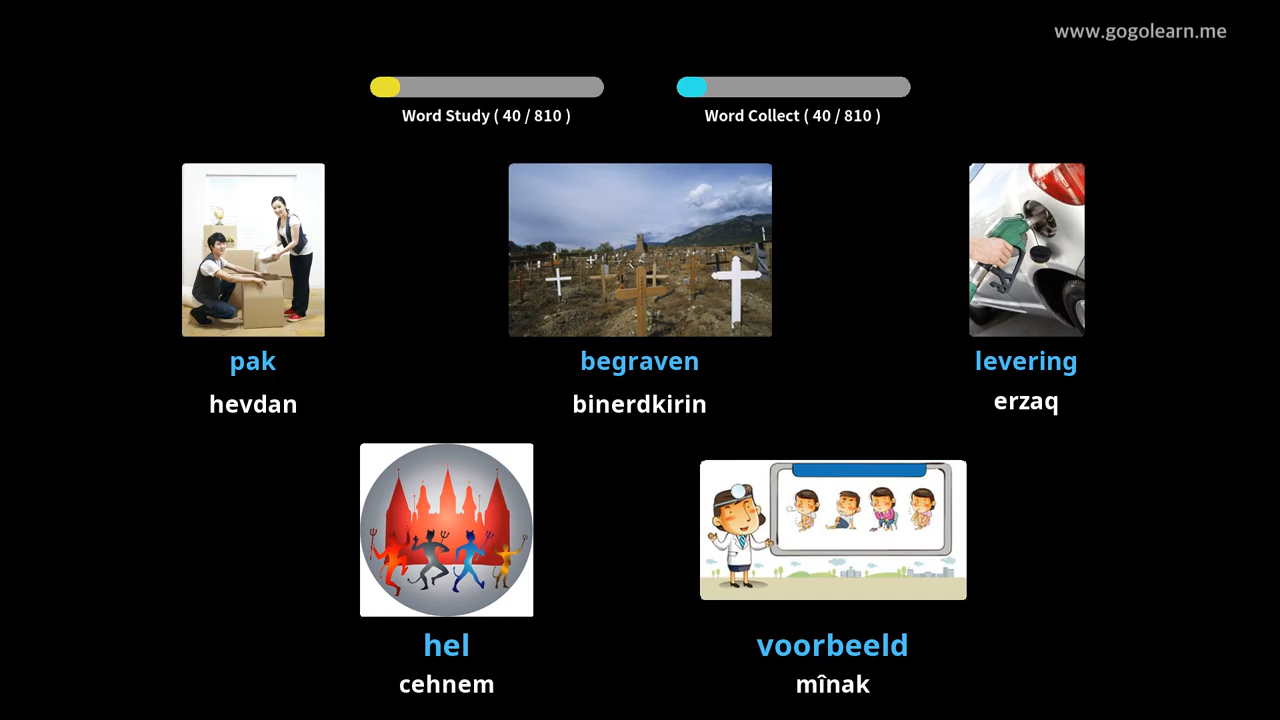 www.gogolearn.me
Word Study ( 40 / 810 )
Word Collect ( 40 / 810 )
pak
begraven
levering
hevdan
binerdkirin
erzaq
hel
voorbeeld
cehnem
mînak